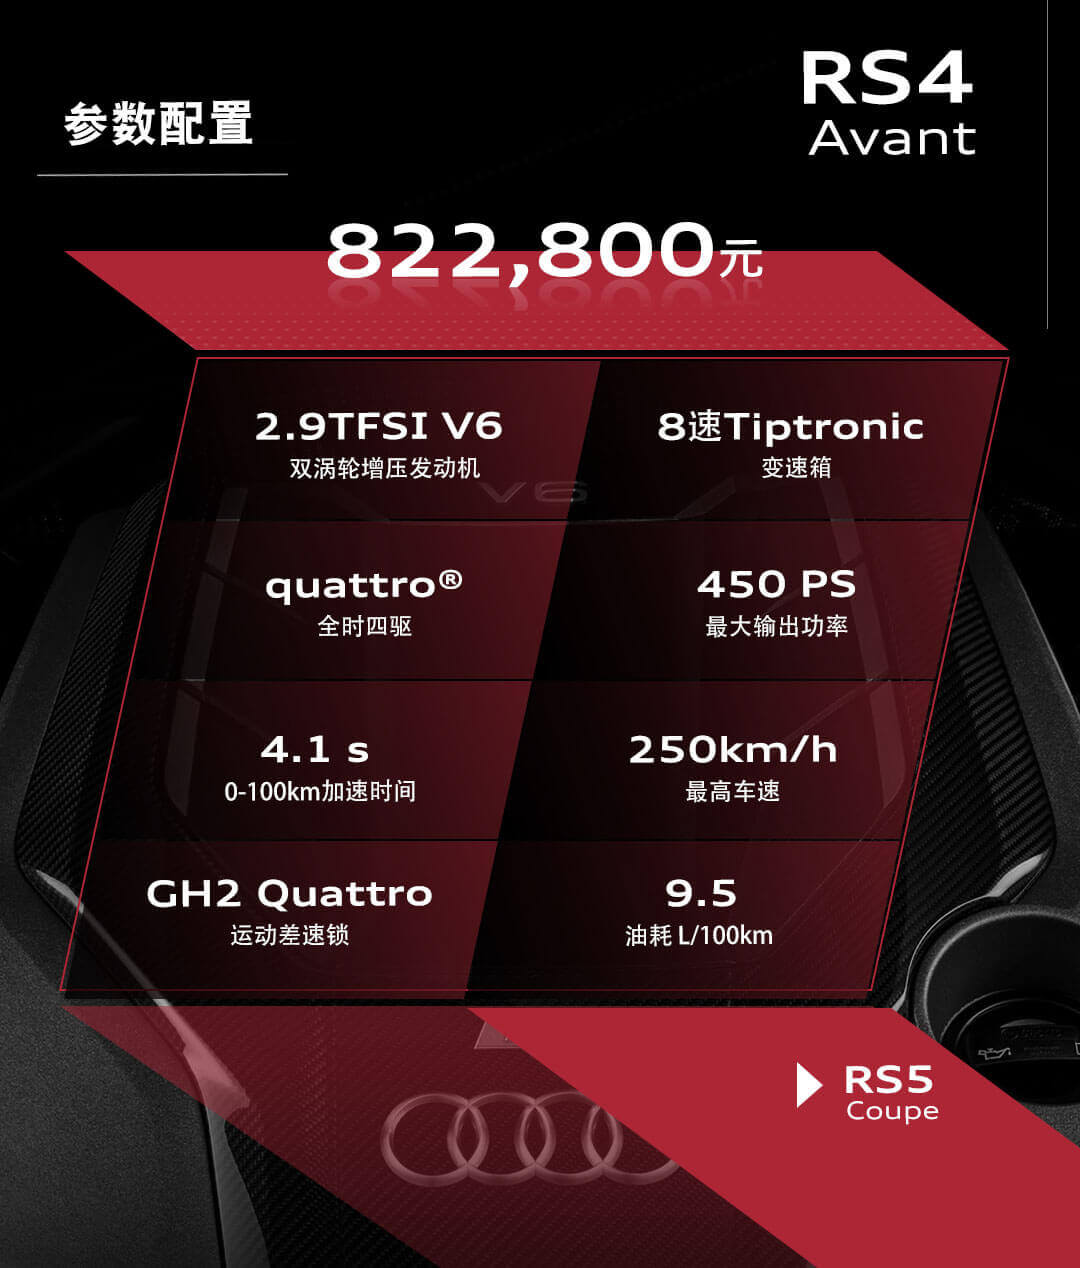 RS4
Avant
参数配置
822,800元
2.9TFSI V6
双涡轮增压发动机
8速Tiptronic
变速箱
V6
quattro®
全时四驱
450 PS
最大输出功率
4.1 s
0-100km加速时间
250km/h
最高车速
GH2 Quattro
运动差速锁
9.5
油耗 L/100km
RS5
Coupe